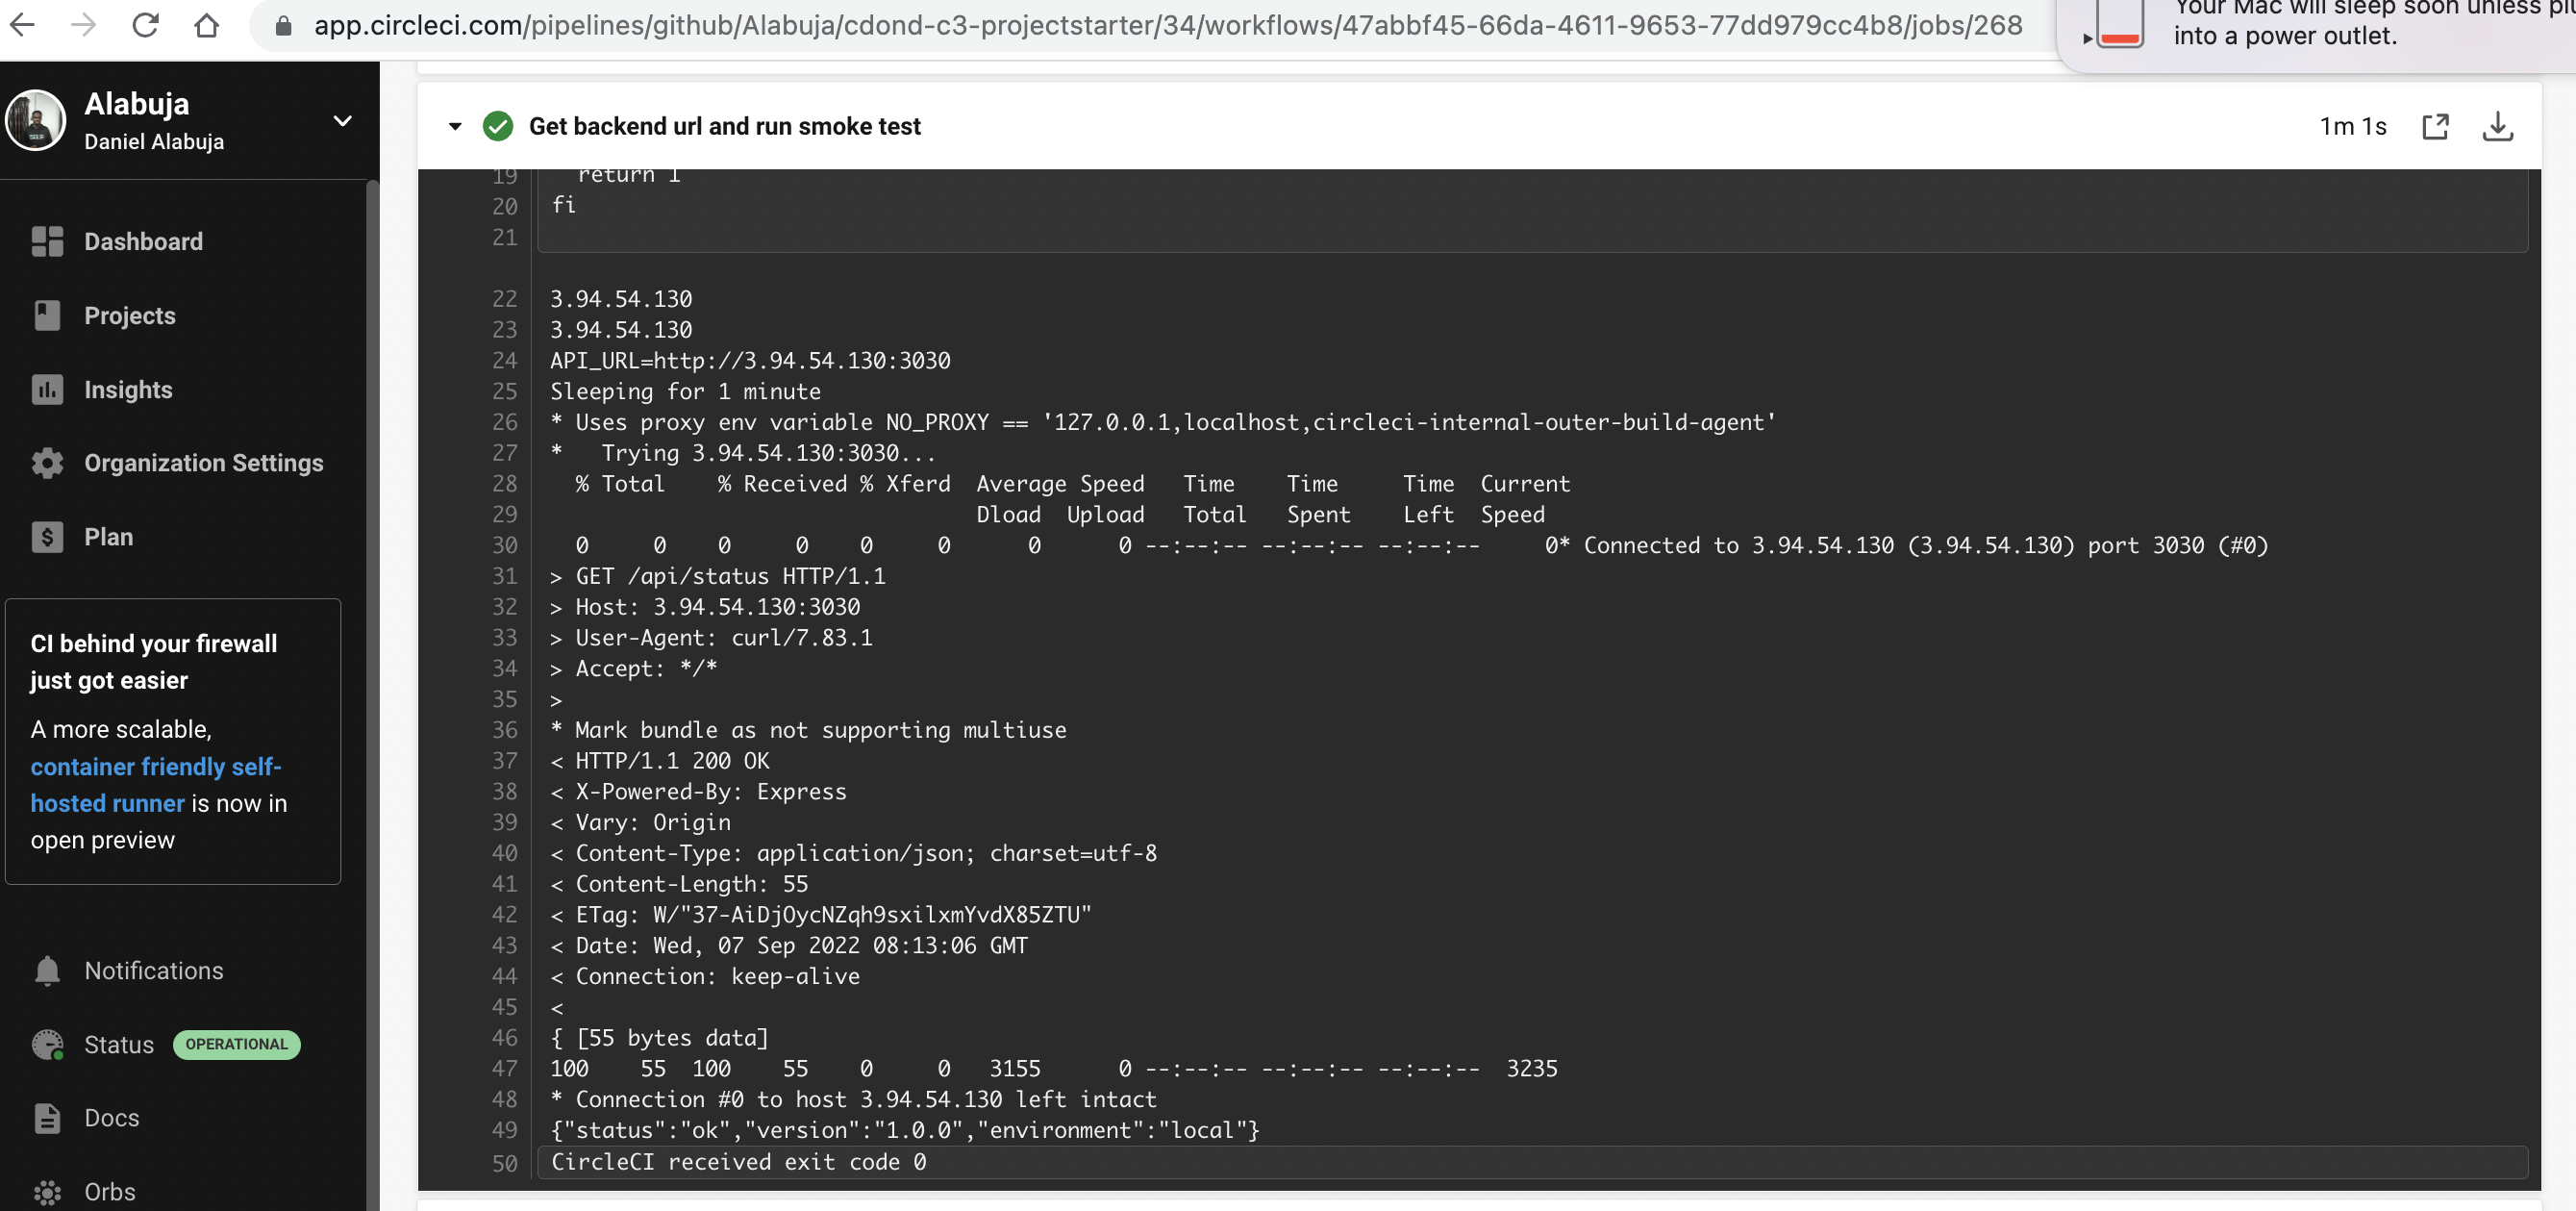 app.circleci.com/pipelines/github/Alabuja/cdond-c3-projectstarter/34/workflows/47abbf45-66da-4611-9653-77dd979cc4b8/jobs/268
Your Mac will sleep soon unless
into a power outlet.
Alabuja
Daniel Alabuja
Dashboard
Projects
Insights
Organization Settings
Plan
CI behind your firewall
just got easier
A more scalable,
container friendly self-
hosted runner is now in
open preview
Notifications
Status OPERATIONAL
Docs
Orbs
Get backend url and run smoke test 1m 1s
19 return 1
20 fi
21
22 3.94.54.130
23 3.94.54.130
24 API_URL=http://3.94.54.130:3030
25 Sleeping for 1 minute
26 * Uses proxy env variable NO_PROXY == '127.0.0.1,localhost,circleci-internal-outer-build-agent'
27 *   Trying 3.94.54.130:3030...
28   % Total    % Received % Xferd  Average Speed   Time    Time     Time  Current
29                                  Dload  Upload   Total   Spent    Left  Speed
30   0     0    0     0    0     0      0      0 --:--:-- --:--:-- --:--:--     0* Connected to 3.94.54.130 (3.94.54.130) port 3030 (#0)
31 > GET /api/status HTTP/1.1
32 > Host: 3.94.54.130:3030
33 > User-Agent: curl/7.83.1
34 > Accept: */*
35 >
36 * Mark bundle as not supporting multiuse
37 < HTTP/1.1 200 OK
38 < X-Powered-By: Express
39 < Vary: Origin
40 < Content-Type: application/json; charset=utf-8
41 < Content-Length: 55
42 < ETag: W/"37-AiDjOycNZqh9sxilxmYvdX85ZTU"
43 < Date: Wed, 07 Sep 2022 08:13:06 GMT
44 < Connection: keep-alive
45 <
46 { [55 bytes data]
47 100    55  100    55    0     0   3155      0 --:--:-- --:--:-- --:--:--  3235
48 * Connection #0 to host 3.94.54.130 left intact
49 {"status":"ok","version":"1.0.0","environment":"local"}
50 CircleCI received exit code 0